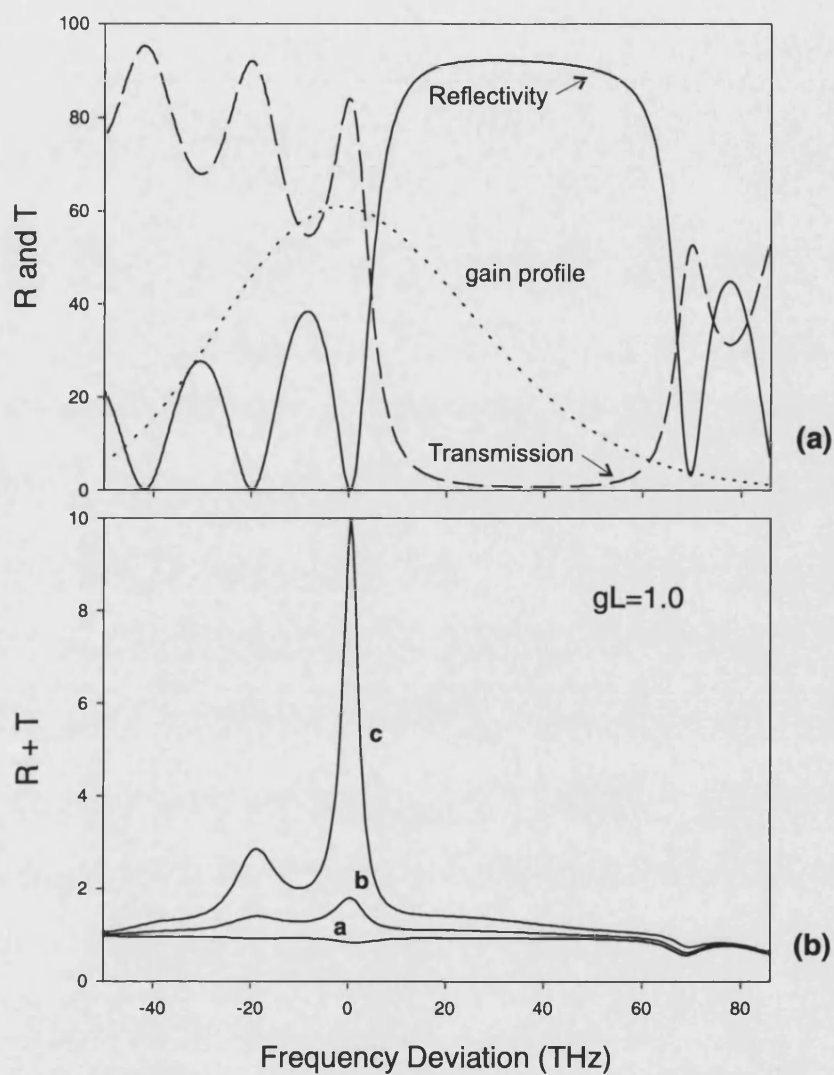 100
80
60
40
20
0
R and T
Reflectivity
gain profile
Transmission
(a)
10
8
6
4
2
0
R + T
gL=1.0
c
b
a
(b)
-40 -20 0 20 40 60 80
Frequency Deviation (THz)